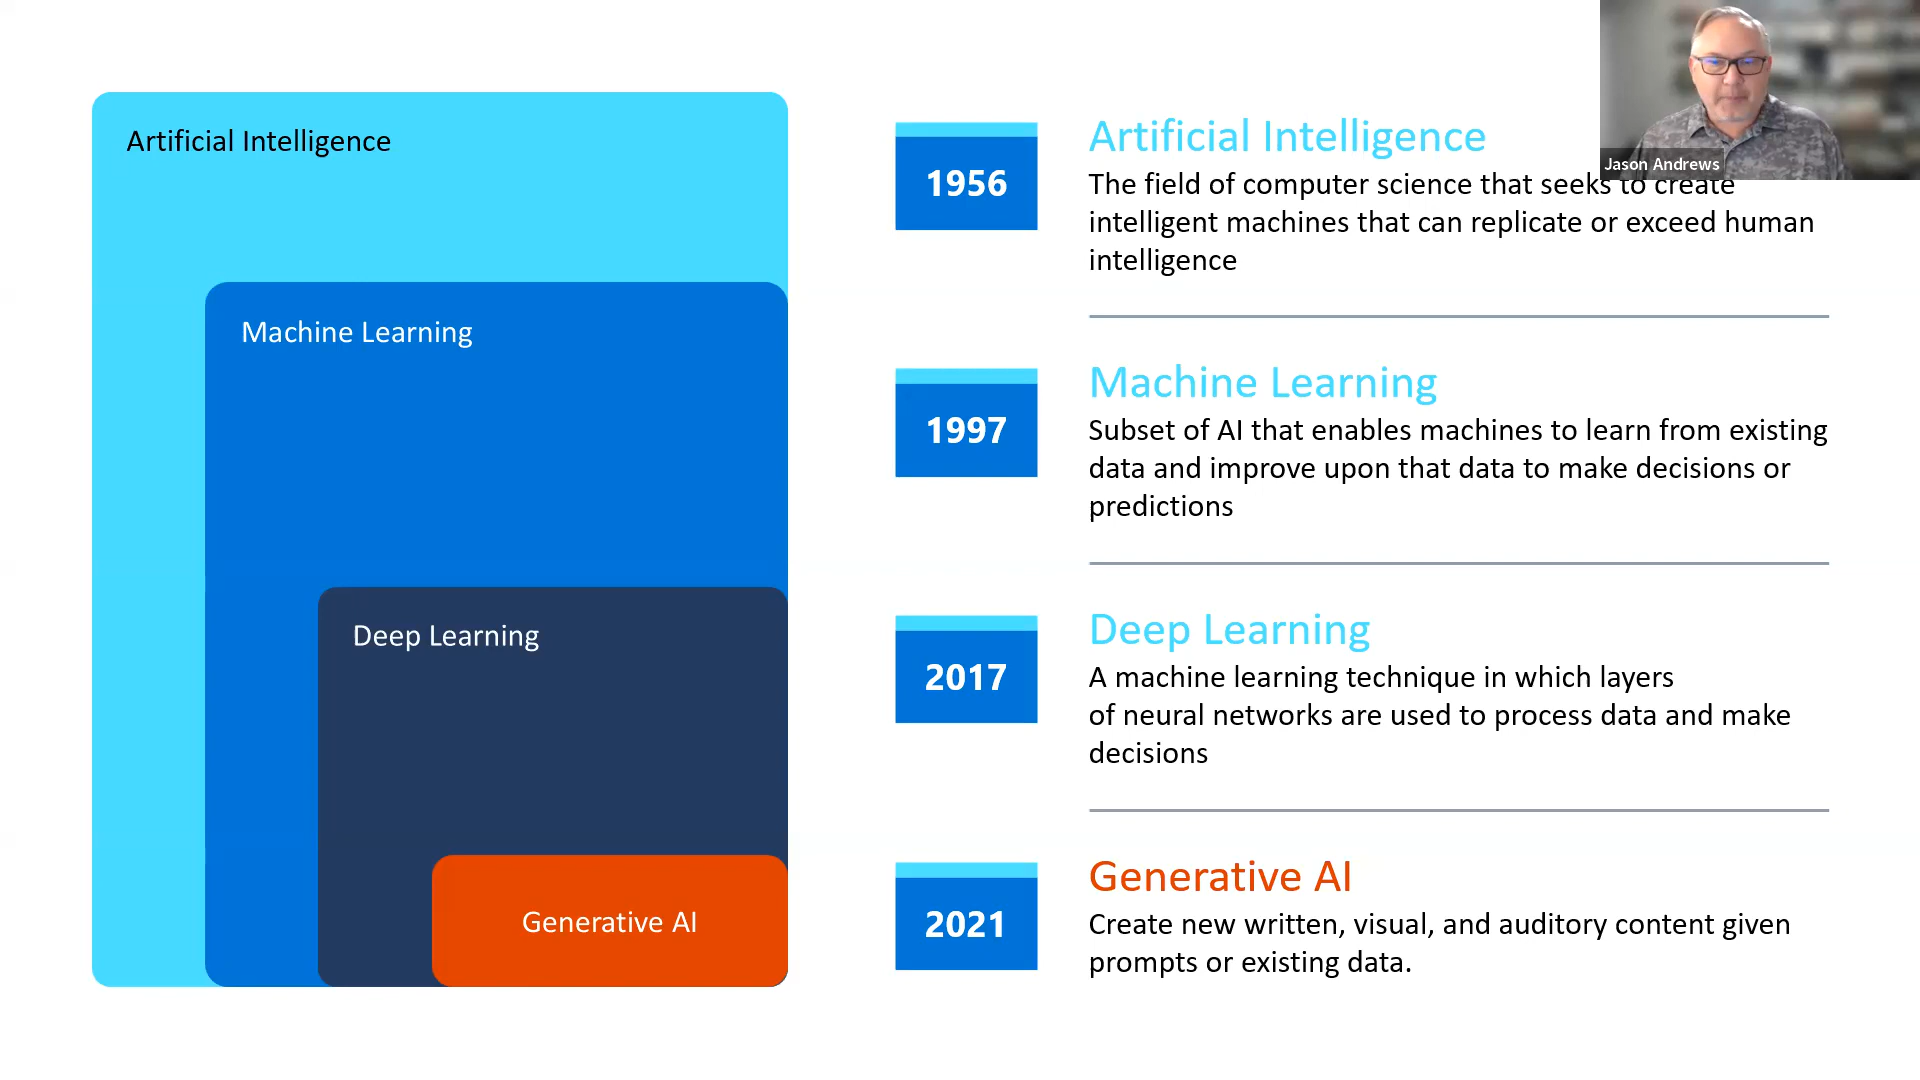 Artificial Intelligence
Machine Learning
Deep Learning
Generative AI
1956
Artificial Intelligence
The field of computer science that seeks to create
intelligent machines that can replicate or exceed human
intelligence
1997
Machine Learning
Subset of AI that enables machines to learn from existing
data and improve upon that data to make decisions or
predictions
2017
Deep Learning
A machine learning technique in which layers
of neural networks are used to process data and make
decisions
2021
Generative AI
Create new written, visual, and auditory content given
prompts or existing data.
Jason Andrews